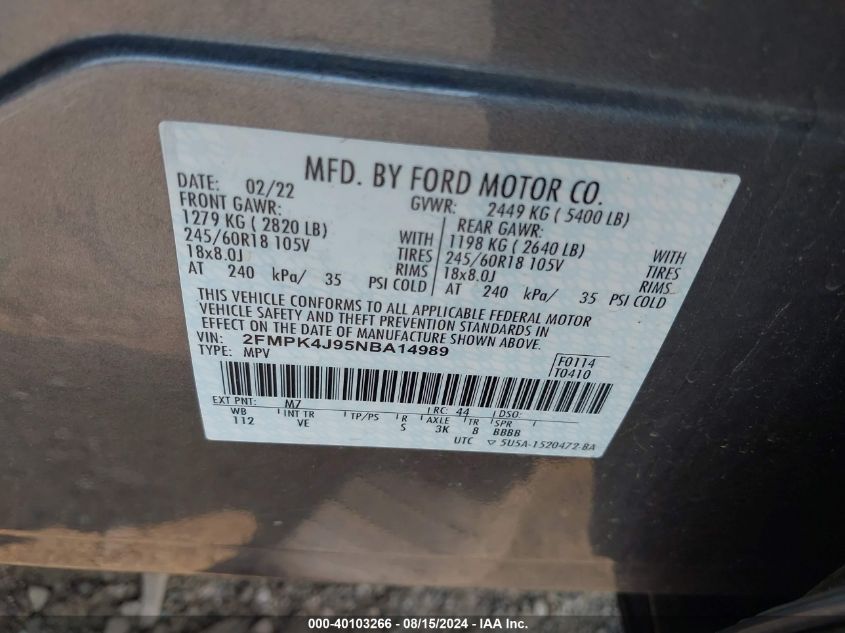 MFD. BY FORD MOTOR CO.
DATE: 02/22 GVWR: 2449 KG ( 5400 LB)
FRONT GAWR: REAR GAWR:
1279 KG ( 2820 LB) WITH 1198 KG ( 2640 LB) WITH
245/60R18 105V TIRES 245/60R18 105V TIRES
18x8.0J RIMS 18x8.0J RIMS
AT 240 kPa/ 35 PSI COLD AT 240 kPa/ 35 PSI COLD
THIS VEHICLE CONFORMS TO ALL APPLICABLE FEDERAL MOTOR
VEHICLE SAFETY AND THEFT PREVENTION STANDARDS IN
EFFECT ON THE DATE OF MANUFACTURE SHOWN ABOVE.
VIN: 2FMPK4J95NBA14989 F0114
TYPE: MPV T0410
EXT PNT: M7 RC: 44 DSO:
WB INT TR TP/PS R AXLE TR SPR
112 VE S 3K B BBBB
UTC ▽ 5U5A-1520472-BA
000-40103266 - 08/15/2024 - IAAI.com